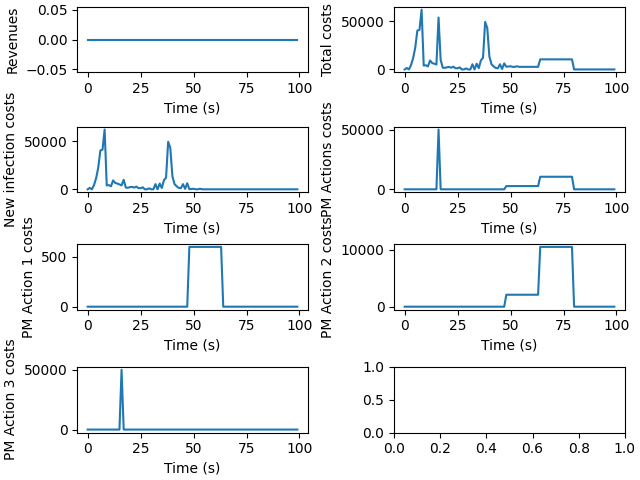 Revenues
0.05
0.00
−0.05
0 25 50 75 100
Time (s)
Total costs
50000
0
0 25 50 75 100
Time (s)
New infection costs
50000
0
0 25 50 75 100
Time (s)
PM Actions costs
50000
0
0 25 50 75 100
Time (s)
PM Action 1 costs
500
0
0 25 50 75 100
Time (s)
PM Action 2 costs
10000
0
0 25 50 75 100
Time (s)
PM Action 3 costs
50000
0
0 25 50 75 100
Time (s)
1.0
0.5
0.0
0.0 0.2 0.4 0.6 0.8 1.0